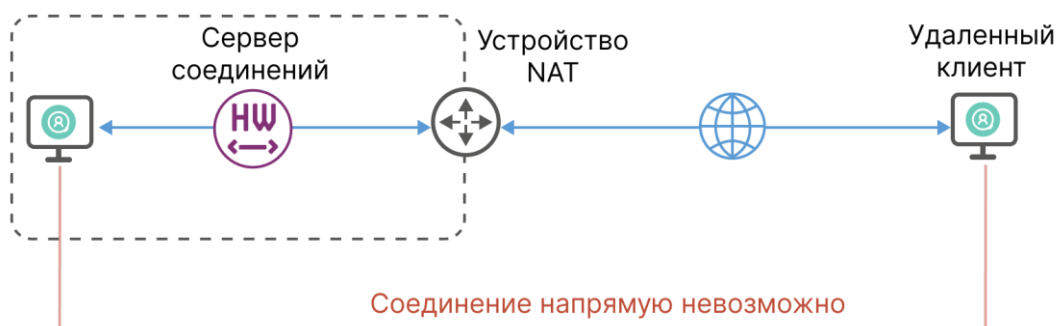 Сервер
соединений
Устройство
NAT
Удаленный
клиент
HW
Соединение напрямую невозможно